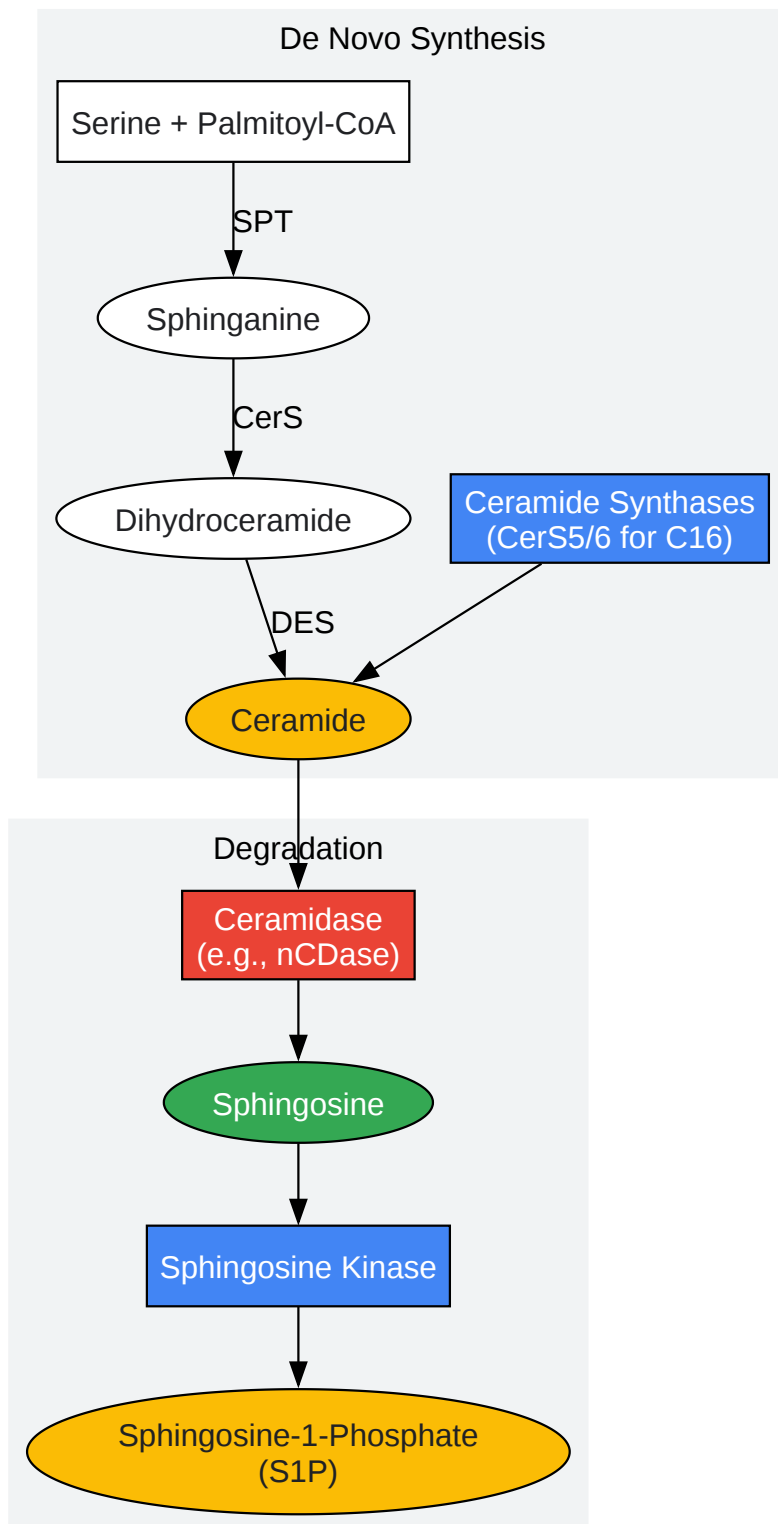 De Novo Synthesis
Serine + Palmitoyl-CoA
SPT
Sphinganine
CerS
Dihydroceramide
Ceramide Synthases
(CerS5/6 for C16)
DES
Ceramide
Degradation
Ceramidase
(e.g., nCDase)
Sphingosine
Sphingosine Kinase
Sphingosine-1-Phosphate
(S1P)